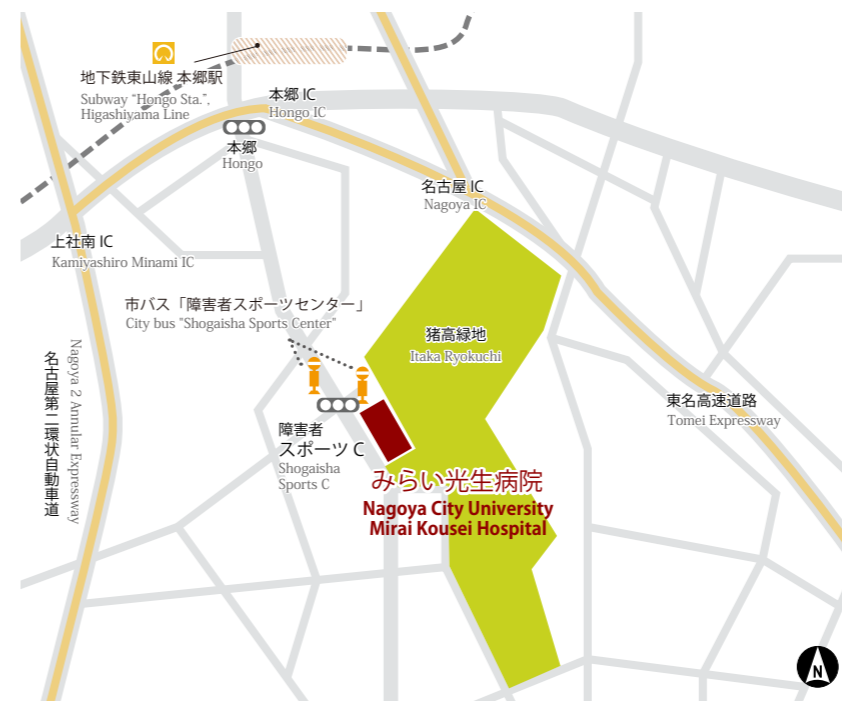 地下鉄東山線 本郷駅
Subway "Hongo Sta.",
Higashiyama Line
本郷 IC
Hongo IC
本郷
Hongo
名古屋 IC
Nagoya IC
上社南 IC
Kamiyashiro Minami IC
市バス「障害者スポーツセンター」
City bus "Shogaisha Sports Center"
猪高緑地
Itaka Ryokuchi
名古屋第二環状自動車道
Nagoya 2 Annular Expressway
東名高速道路
Tomei Expressway
障害者
スポーツ C
Shogaisha
Sports C
みらい光生病院
Nagoya City University
Mirai Kousei Hospital
N